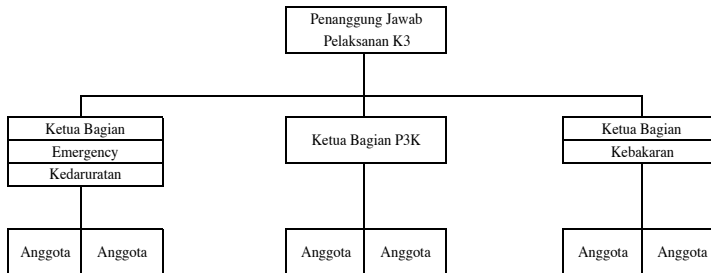 Penanggung Jawab
Pelaksanan K3
Ketua Bagian
Emergency
Kedaruratan
Ketua Bagian P3K
Ketua Bagian
Kebakaran
Anggota Anggota
Anggota Anggota
Anggota Anggota